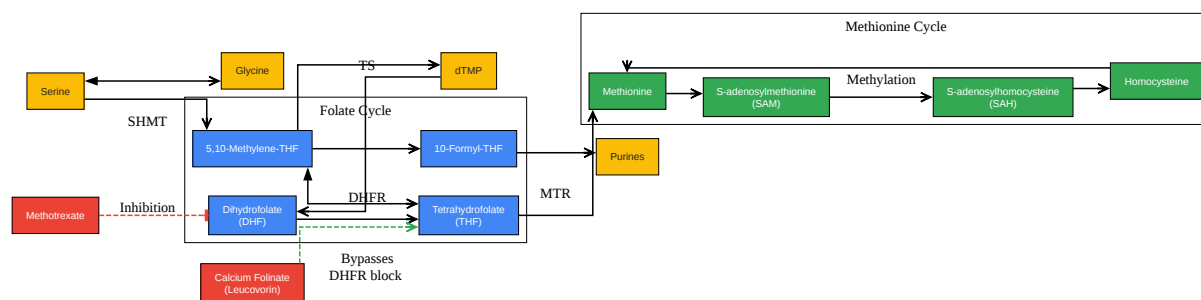 Methionine Cycle
Glycine
TS
dTMP
Serine
Methionine
S-adenosylmethionine
(SAM)
Methylation
S-adenosylhomocysteine
(SAH)
Homocysteine
SHMT
Folate Cycle
5,10-Methylene-THF
10-Formyl-THF
Purines
Methotrexate
Inhibition
Dihydrofolate
(DHF)
DHFR
Tetrahydrofolate
(THF)
MTR
Calcium Folinate
(Leucovorin)
Bypasses
DHFR block